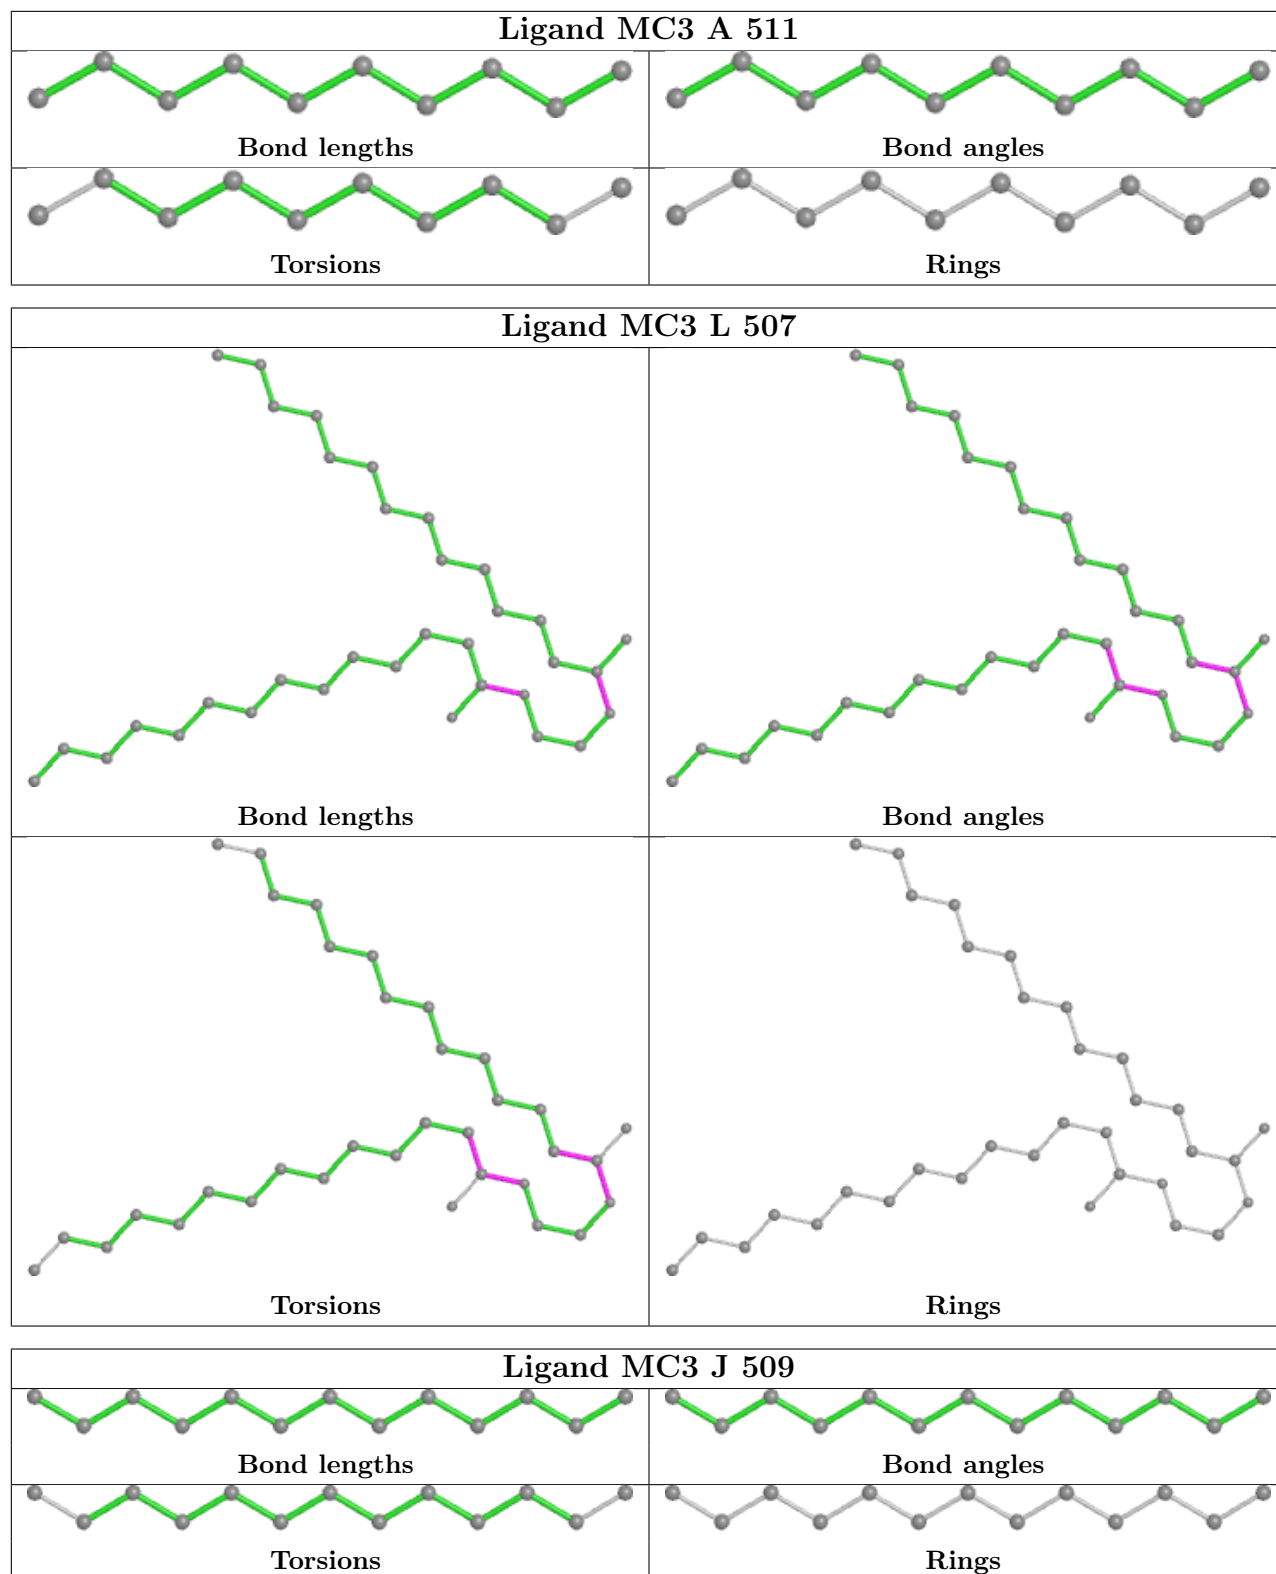 Ligand MC3 A 511
Bond lengths
Bond angles
Torsions
Rings
Ligand MC3 L 507
Bond lengths
Bond angles
Torsions
Rings
Ligand MC3 J 509
Bond lengths
Bond angles
Torsions
Rings